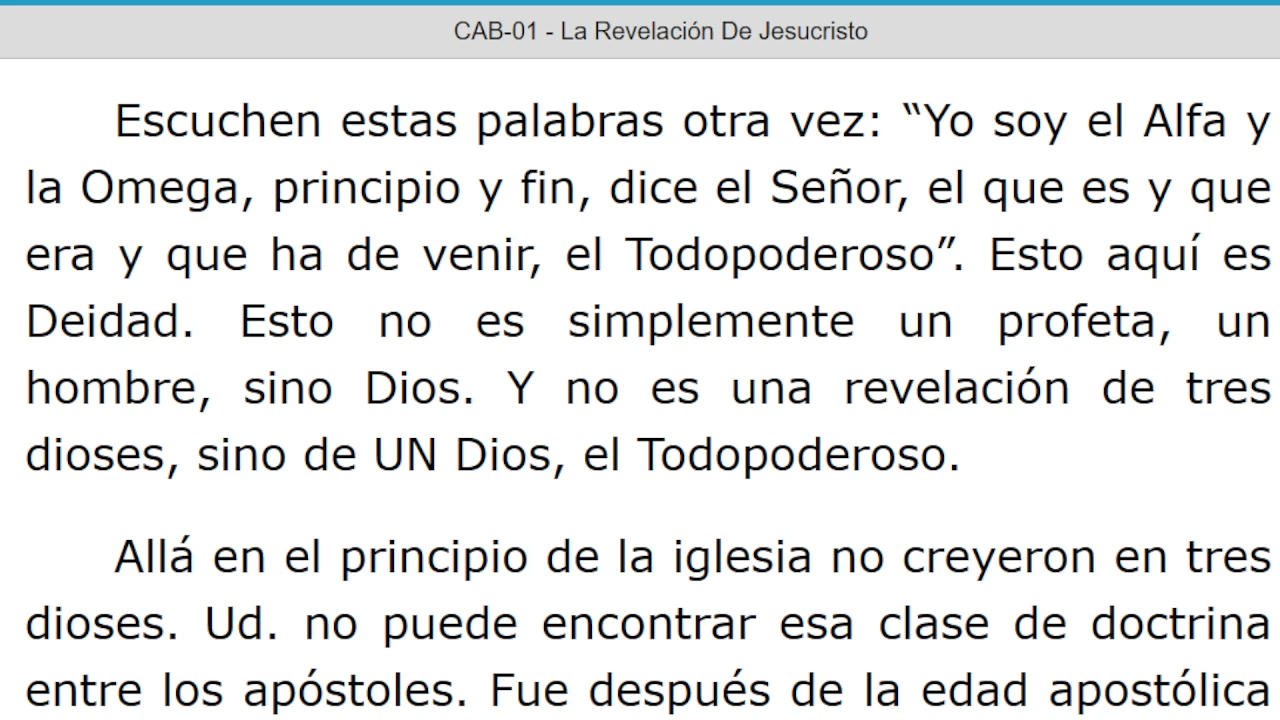 CAB-01 - La Revelación De Jesucristo
Escuchen estas palabras otra vez: “Yo soy el Alfa y
la Omega, principio y fin, dice el Señor, el que es y que
era y que ha de venir, el Todopoderoso”. Esto aquí es
Deidad. Esto no es simplemente un profeta, un
hombre, sino Dios. Y no es una revelación de tres
dioses, sino de UN Dios, el Todopoderoso.
Allá en el principio de la iglesia no creyeron en tres
dioses. Ud. no puede encontrar esa clase de doctrina
entre los apóstoles. Fue después de la edad apostólica